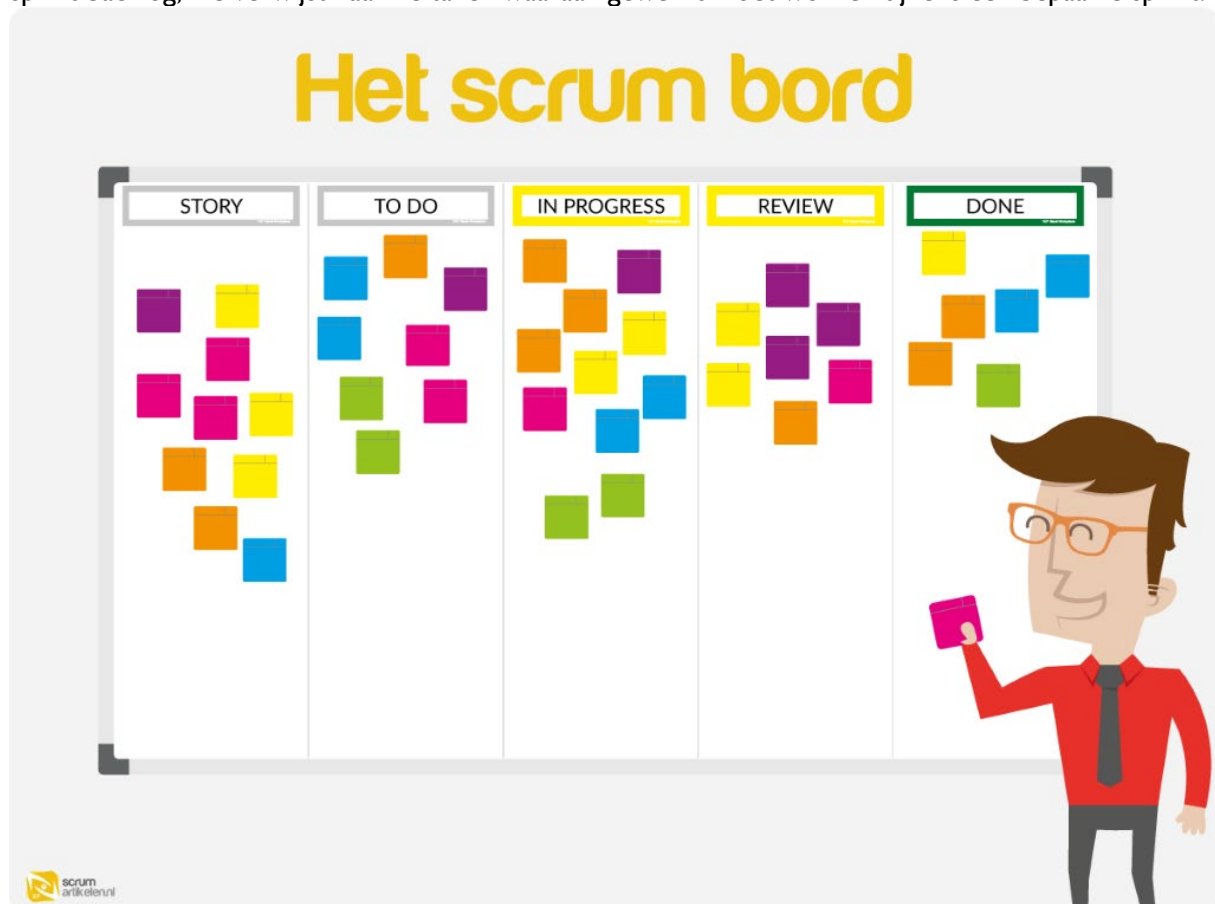 Het scrum bord
STORY
TO DO
IN PROGRESS
REVIEW
DONE
scrum
artikelen.nl